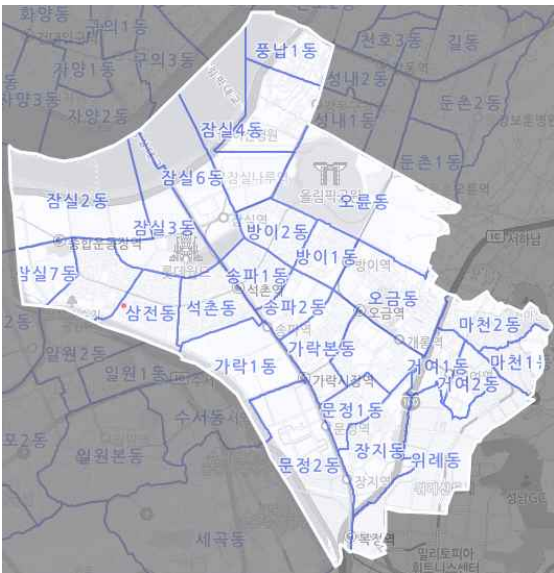 화양동
구의1동
구의3동
풍납1동
천호3동
길동
자양1동
성내2동
자양3동
둔촌2동
자양2동
잠실4동
성내1동
둔촌1동
잠실6동
잠실나루역
올림픽공원
오륜동
잠실2동
잠실3동
잠실역
방이2동
서하남
종합운동장역
롯데월드
방이1동
방이역
잠실7동
송파1동
석촌역
오금동
삼전동
석촌동
송파2동
오금역
마천2동
송파역
개롱역
일원2동
가락1동
가락본동
거여1동
마천1동
일원1동
가락시장역
거여2동
수서동
문정1동
문정역
일원본동
문정2동
장지동
위례동
장지역
세곡동
복정역
밀리토피아
휘트니스센터